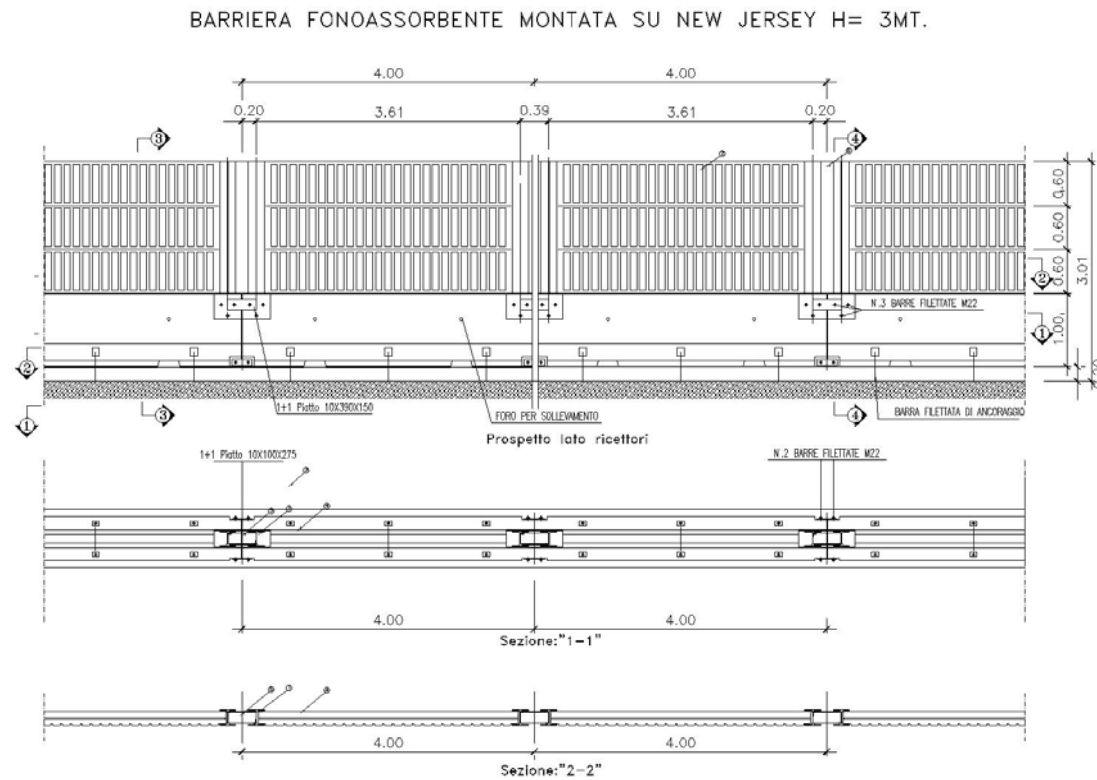 BARRIERA FONOASSORBENTE MONTATA SU NEW JERSEY H= 3MT.
4.00 4.00
0.20 3.61 0.39 3.61 0.20
3 4
0.60
0.60
0.60
3.01
1.00
2
1
N.3 BARRE FILETTATE M22
2
1
3 4
1+1 Piatto 10X390X150
FORO PER SOLLEVAMENTO
BARRA FILETTATA DI ANCORAGGIO
Prospetto lato ricettori
1+1 Piatto 10X100X275
N.2 BARRE FILETTATE M22
4.00 4.00
Sezione:"1-1"
4.00 4.00
Sezione:"2-2"